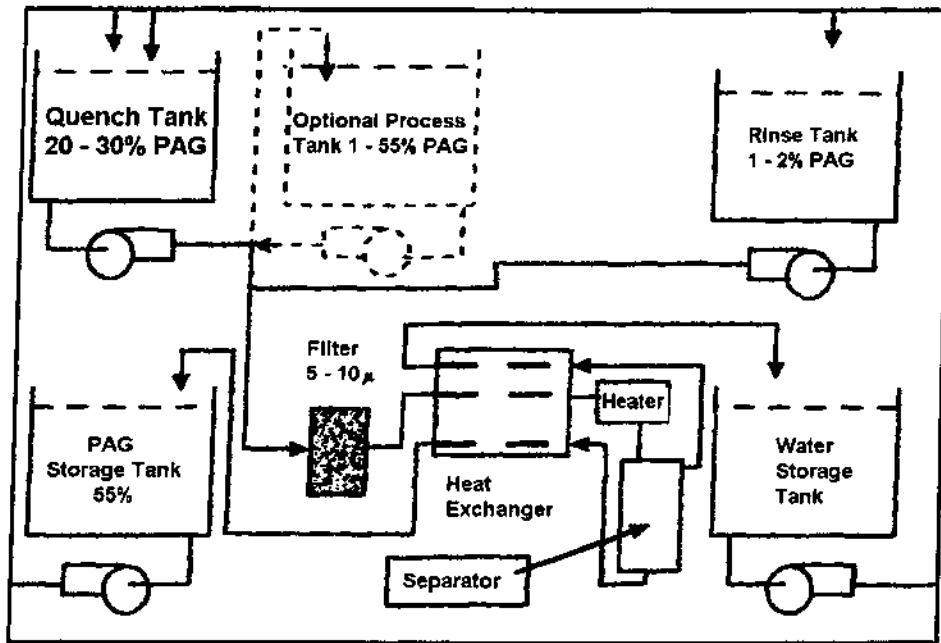 Quench Tank
20 - 30% PAG
Optional Process
Tank 1 - 55% PAG
Rinse Tank
1 - 2% PAG
Filter
5 - 10 μ
Heater
PAG
Storage Tank
55%
Heat
Exchanger
Water
Storage
Tank
Separator